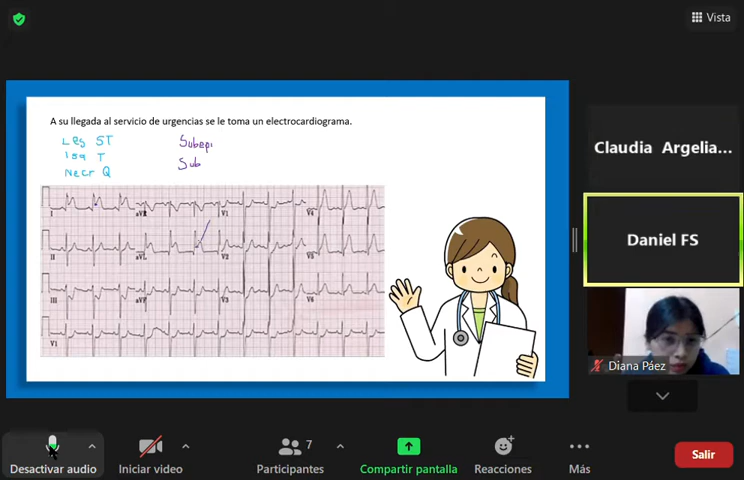 Vista
A su llegada al servicio de urgencias se le toma un electrocardiograma.
Les ST
Isq T
Necr Q
Subepi
Sub
I
aVR
V1
V4
II
aVL
V2
V5
III
aVF
V3
V6
V1
Claudia Argelia...
Daniel FS
Diana Páez
7
Desactivar audio
Iniciar video
Participantes
Compartir pantalla
Reacciones
Más
Salir